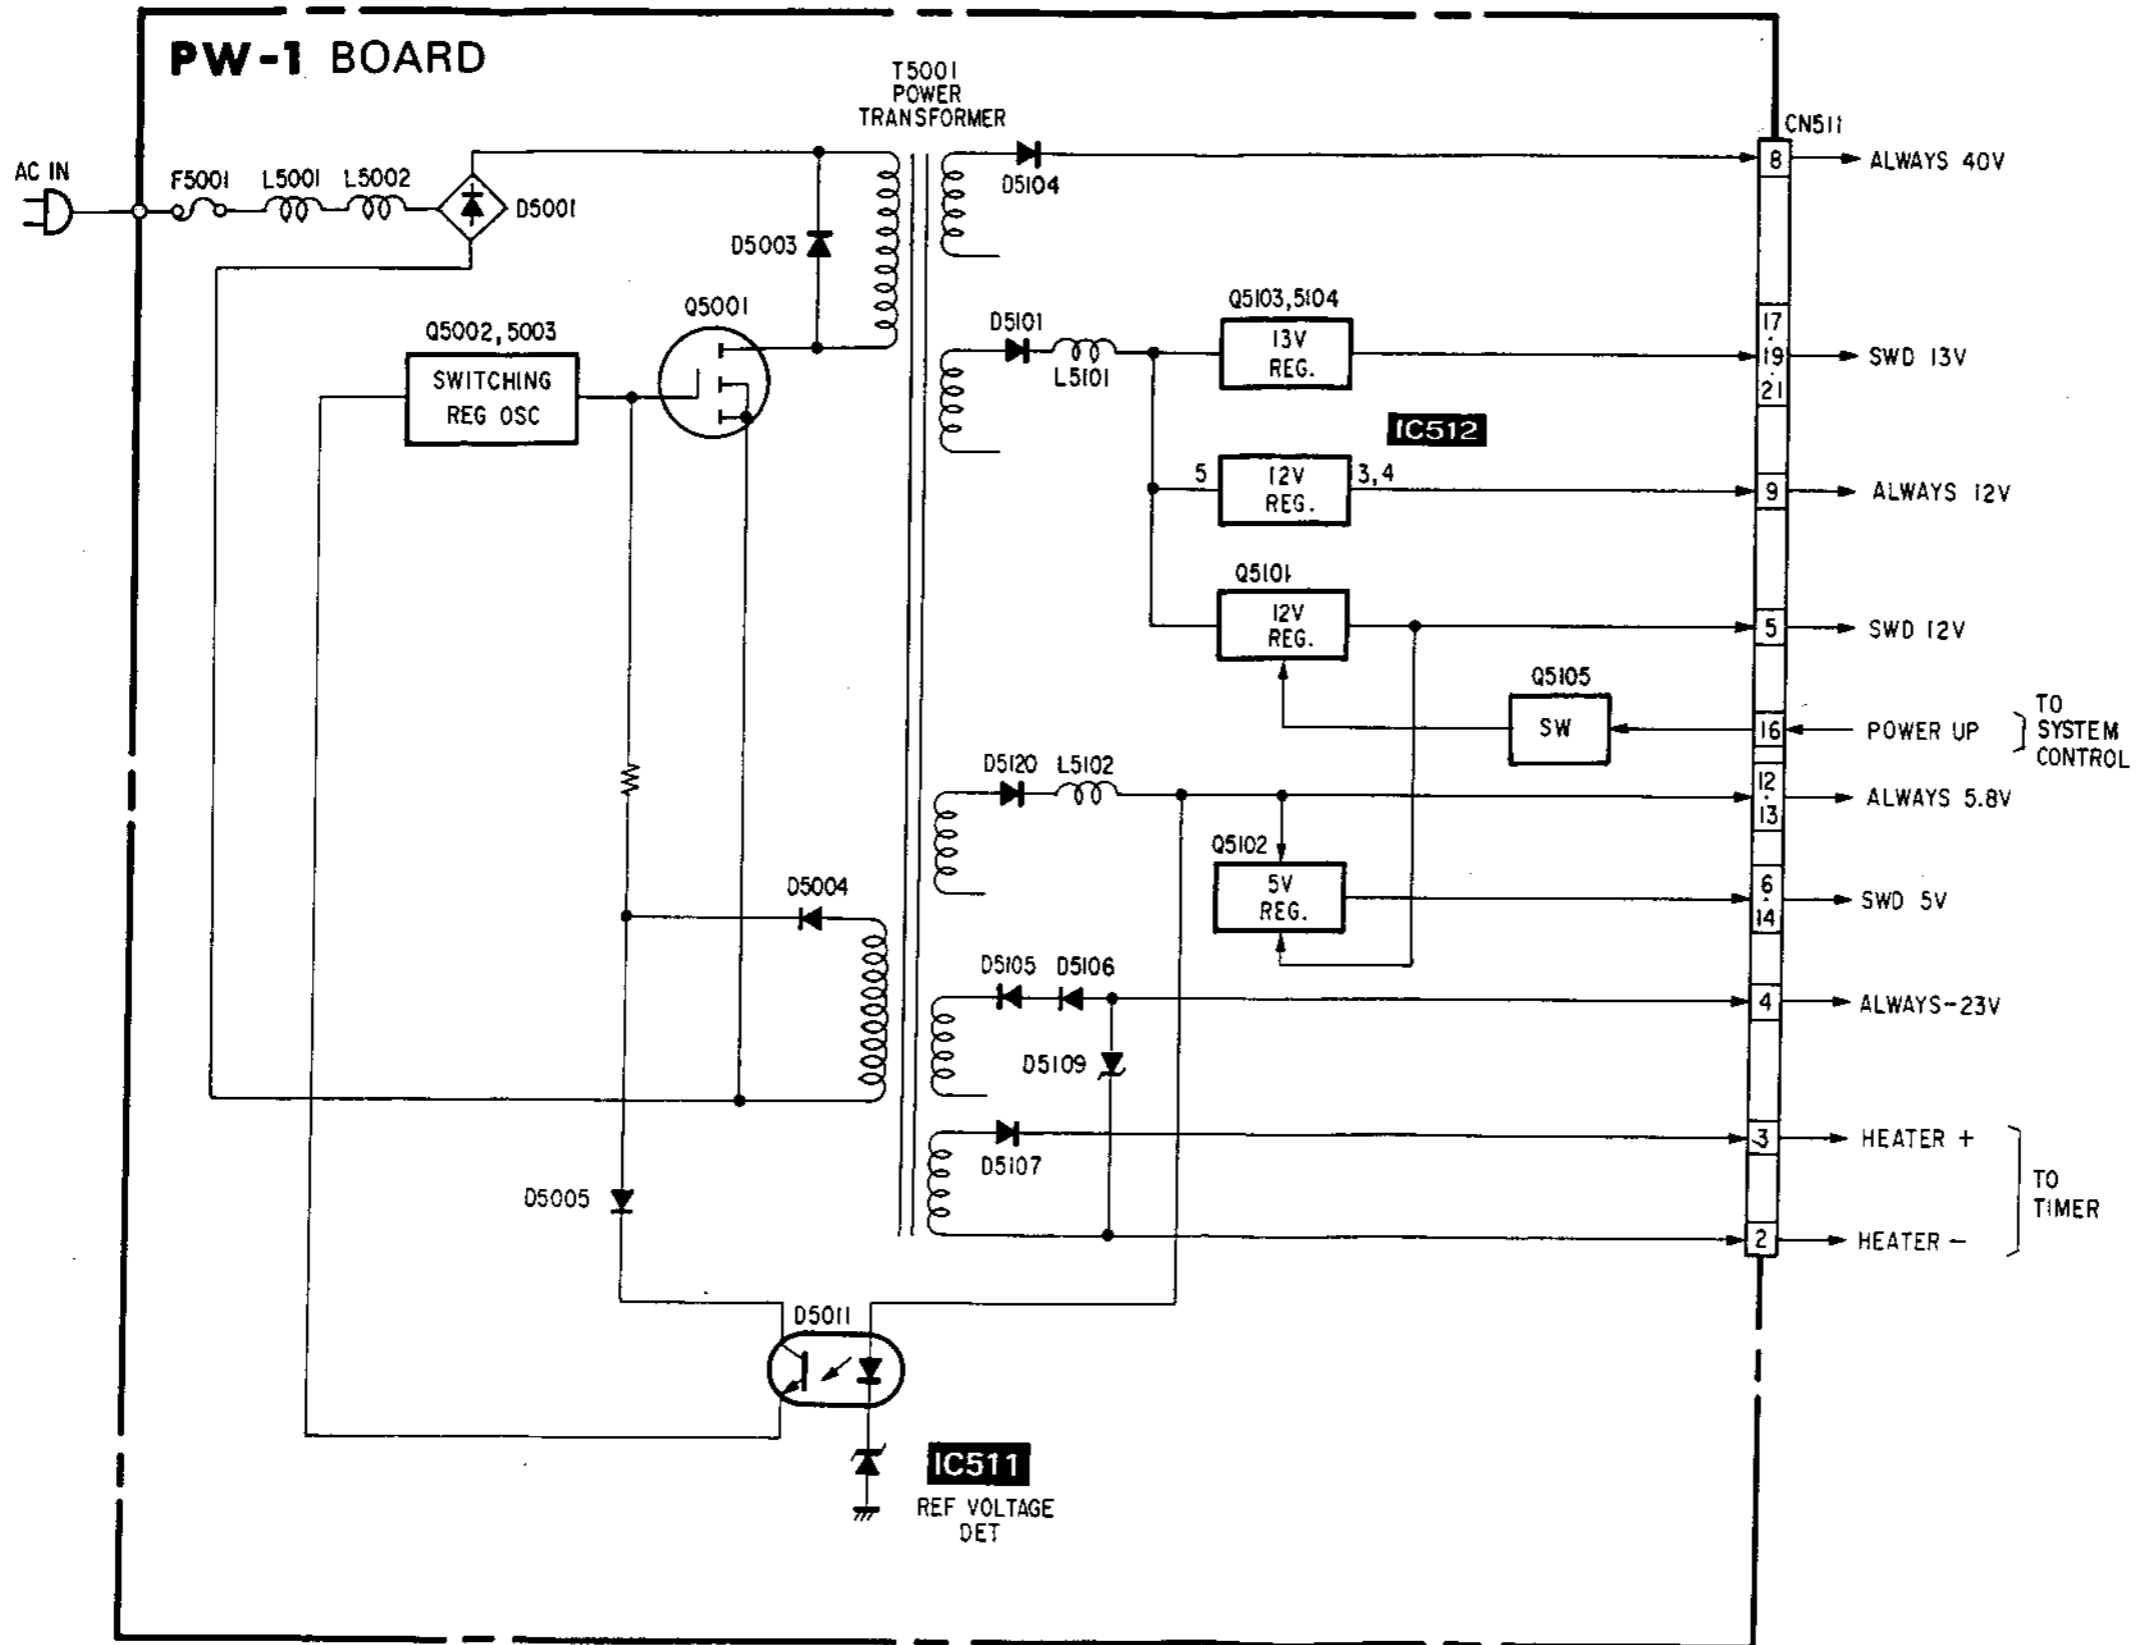 PW-1 BOARD
T5001
POWER
TRANSFORMER
CN511
AC IN
F5001
L5001
L5002
D5001
D5003
D5104
8
ALWAYS 40V
Q5002, 5003
SWITCHING
REG OSC
Q5001
D5101
L5101
Q5103,5104
13V
REG.
17
19
21
SWD 13V
IC512
5
12V
REG.
3,4
9
ALWAYS 12V
Q5101
12V
REG.
5
SWD 12V
Q5105
SW
16
POWER UP
TO
SYSTEM
CONTROL
D5120
L5102
12
13
ALWAYS 5.8V
Q5102
5V
REG.
6
14
SWD 5V
D5004
D5105
D5106
4
ALWAYS-23V
D5109
D5107
3
HEATER +
TO
TIMER
2
HEATER -
D5005
D5011
IC511
REF VOLTAGE
DET